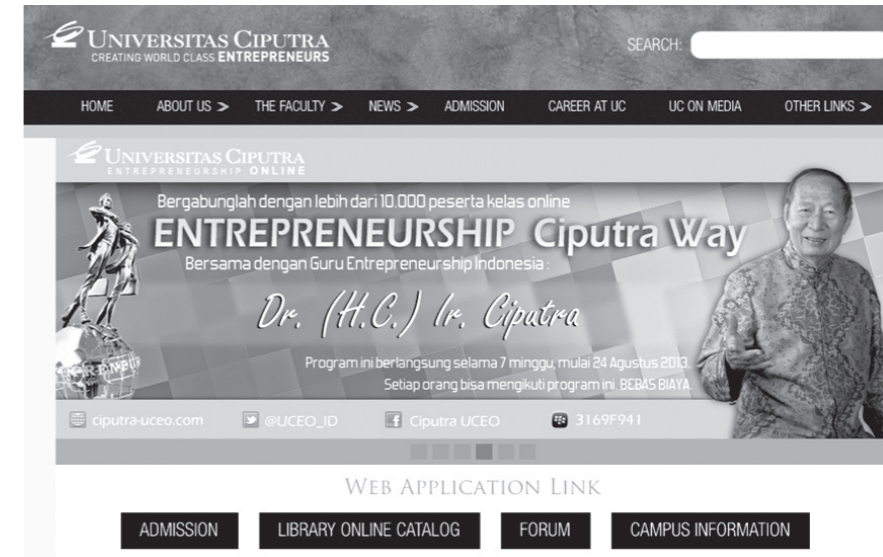 UNIVERSITAS CIPUTRA
CREATING WORLD CLASS ENTREPRENEURS
SEARCH:
HOME ABOUT US > THE FACULTY > NEWS > ADMISSION CAREER AT UC UC ON MEDIA OTHER LINKS >
UNIVERSITAS CIPUTRA
ENTREPRENEURSHIP ONLINE
Bergabunglah dengan lebih dari 10.000 peserta kelas online
ENTREPRENEURSHIP Ciputra Way
Bersama dengan Guru Entrepreneurship Indonesia :
Dr. (H.C.) Ir. Ciputra
Program ini berlangsung selama 7 minggu, mulai 24 Agustus 2013.
Setiap orang bisa mengikuti program ini. BEBAS BIAYA.
ciputra-uceo.com @UCEO_ID Ciputra UCEO 3169F941
WEB APPLICATION LINK
ADMISSION LIBRARY ONLINE CATALOG FORUM CAMPUS INFORMATION